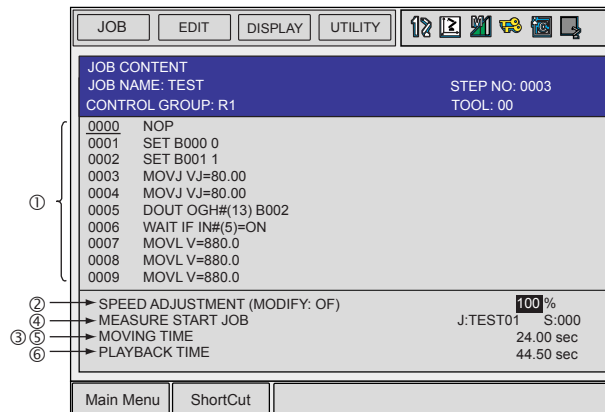 JOB EDIT DISPLAY UTILITY
JOB CONTENT
JOB NAME: TEST STEP NO: 0003
CONTROL GROUP: R1 TOOL: 00
① 0000 NOP
0001 SET B000 0
0002 SET B001 1
0003 MOVJ VJ=80.00
0004 MOVJ VJ=80.00
0005 DOUT OGH#(13) B002
0006 WAIT IF IN#(5)=ON
0007 MOVL V=880.0
0008 MOVL V=880.0
0009 MOVL V=880.0
② SPEED ADJUSTMENT (MODIFY: OF) 100 %
④ MEASURE START JOB J:TEST01 S:000
③⑤ MOVING TIME 24.00 sec
⑥ PLAYBACK TIME 44.50 sec
Main Menu ShortCut